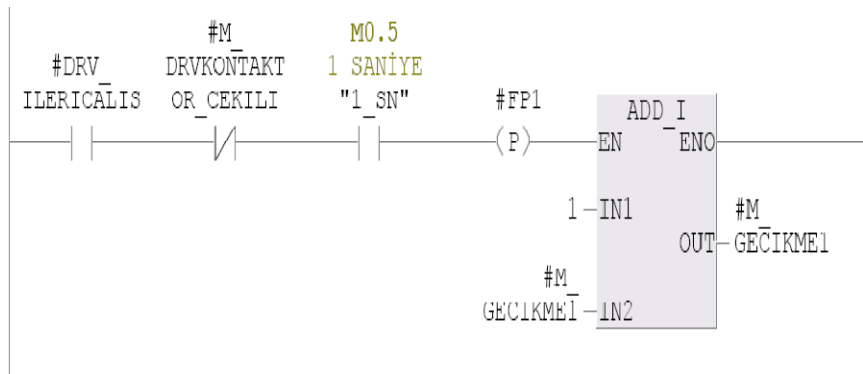 #M_
M0.5
#DRV_
DRVKONTAKT
1 SANİYE
ILERICALIS
OR_CEKILI
"1_SN"
#FP1
ADD_I
(P)
EN
ENO
1
IN1
#M_
OUT
GECIKME1
#M_
GECIKME1
IN2